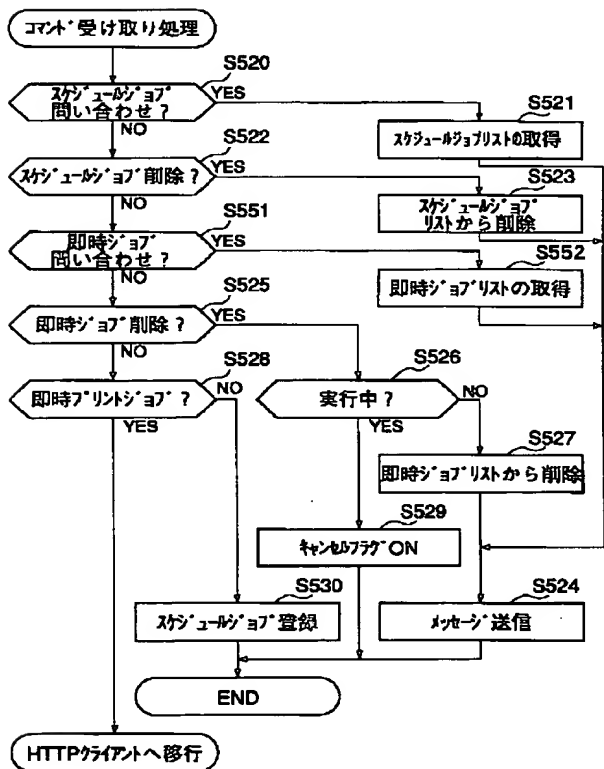 コマンド受け取り処理
S520
スケジュールジョブ
問い合わせ?
YES
NO
S521
スケジュールジョブリストの取得
S522
スケジュールジョブ削除?
YES
NO
S523
スケジュールジョブ
リストから削除
S551
即時ジョブ
問い合わせ?
YES
NO
S552
即時ジョブリストの取得
S525
即時ジョブ削除?
YES
NO
S528
即時プリントジョブ?
NO
YES
S526
実行中?
NO
YES
S527
即時ジョブリストから削除
S529
キャンセルフラグON
S530
スケジュールジョブ登録
S524
メッセージ送信
END
HTTPクライアントへ移行